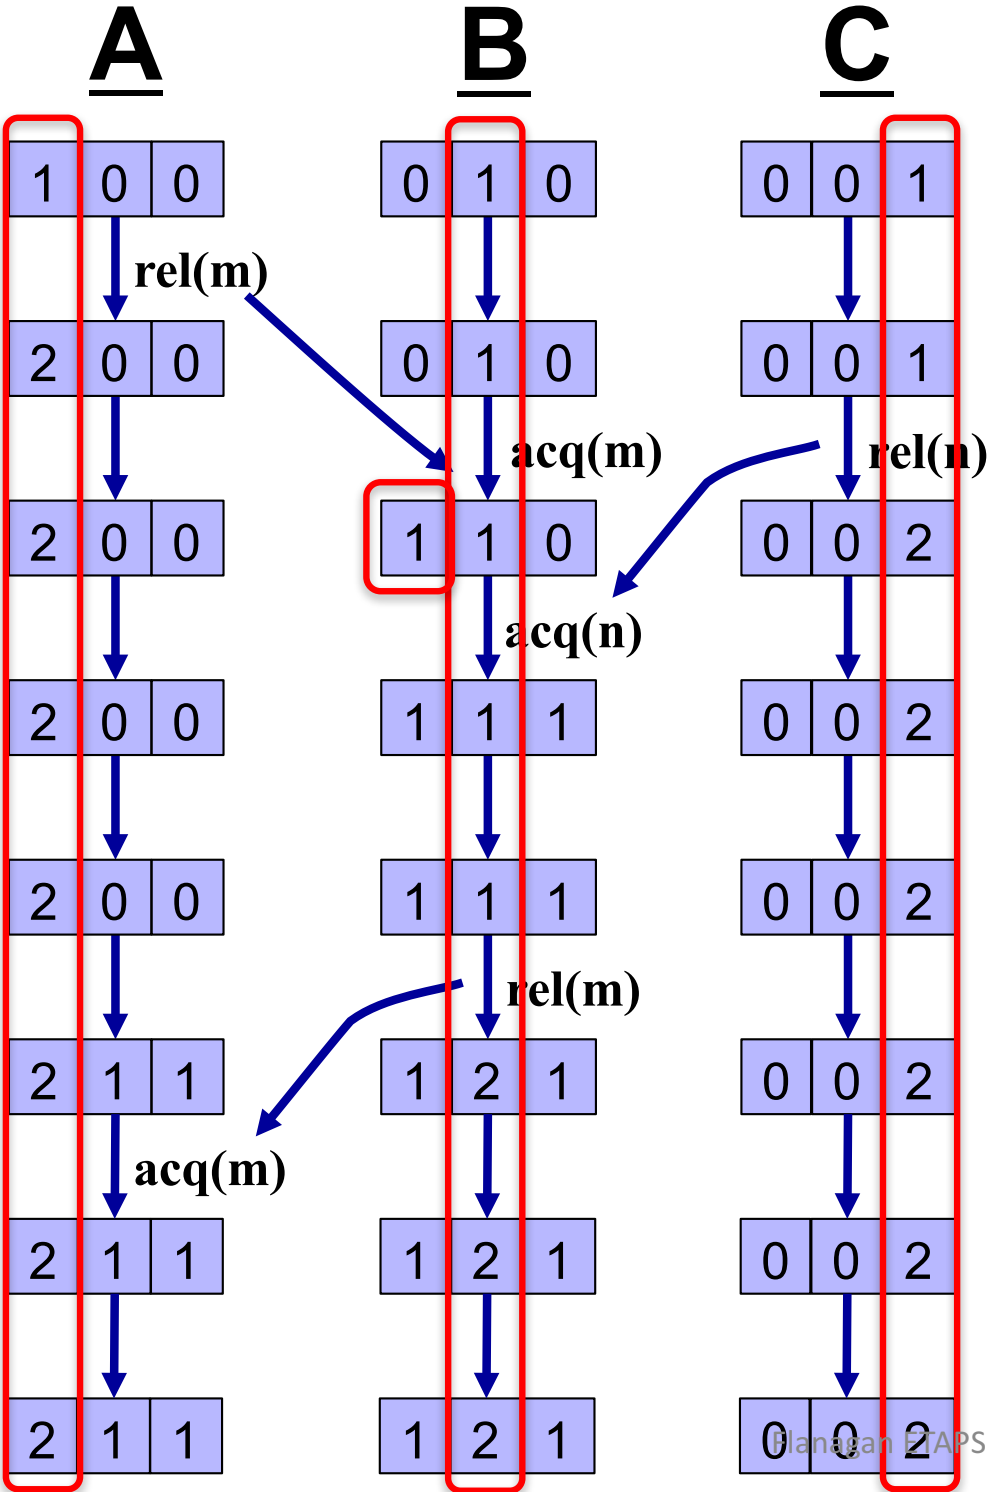 A B C
1 0 0 0 1 0 0 0 1
rel(m)
2 0 0 0 1 0 0 0 1
acq(m) rel(n)
2 0 0 1 1 0 0 0 2
acq(n)
2 0 0 1 1 1 0 0 2
2 0 0 1 1 1 0 0 2
rel(m)
2 1 1 1 2 1 0 0 2
acq(m)
2 1 1 1 2 1 0 0 2
2 1 1 1 2 1 0 0 2
Flanagan ETAPS